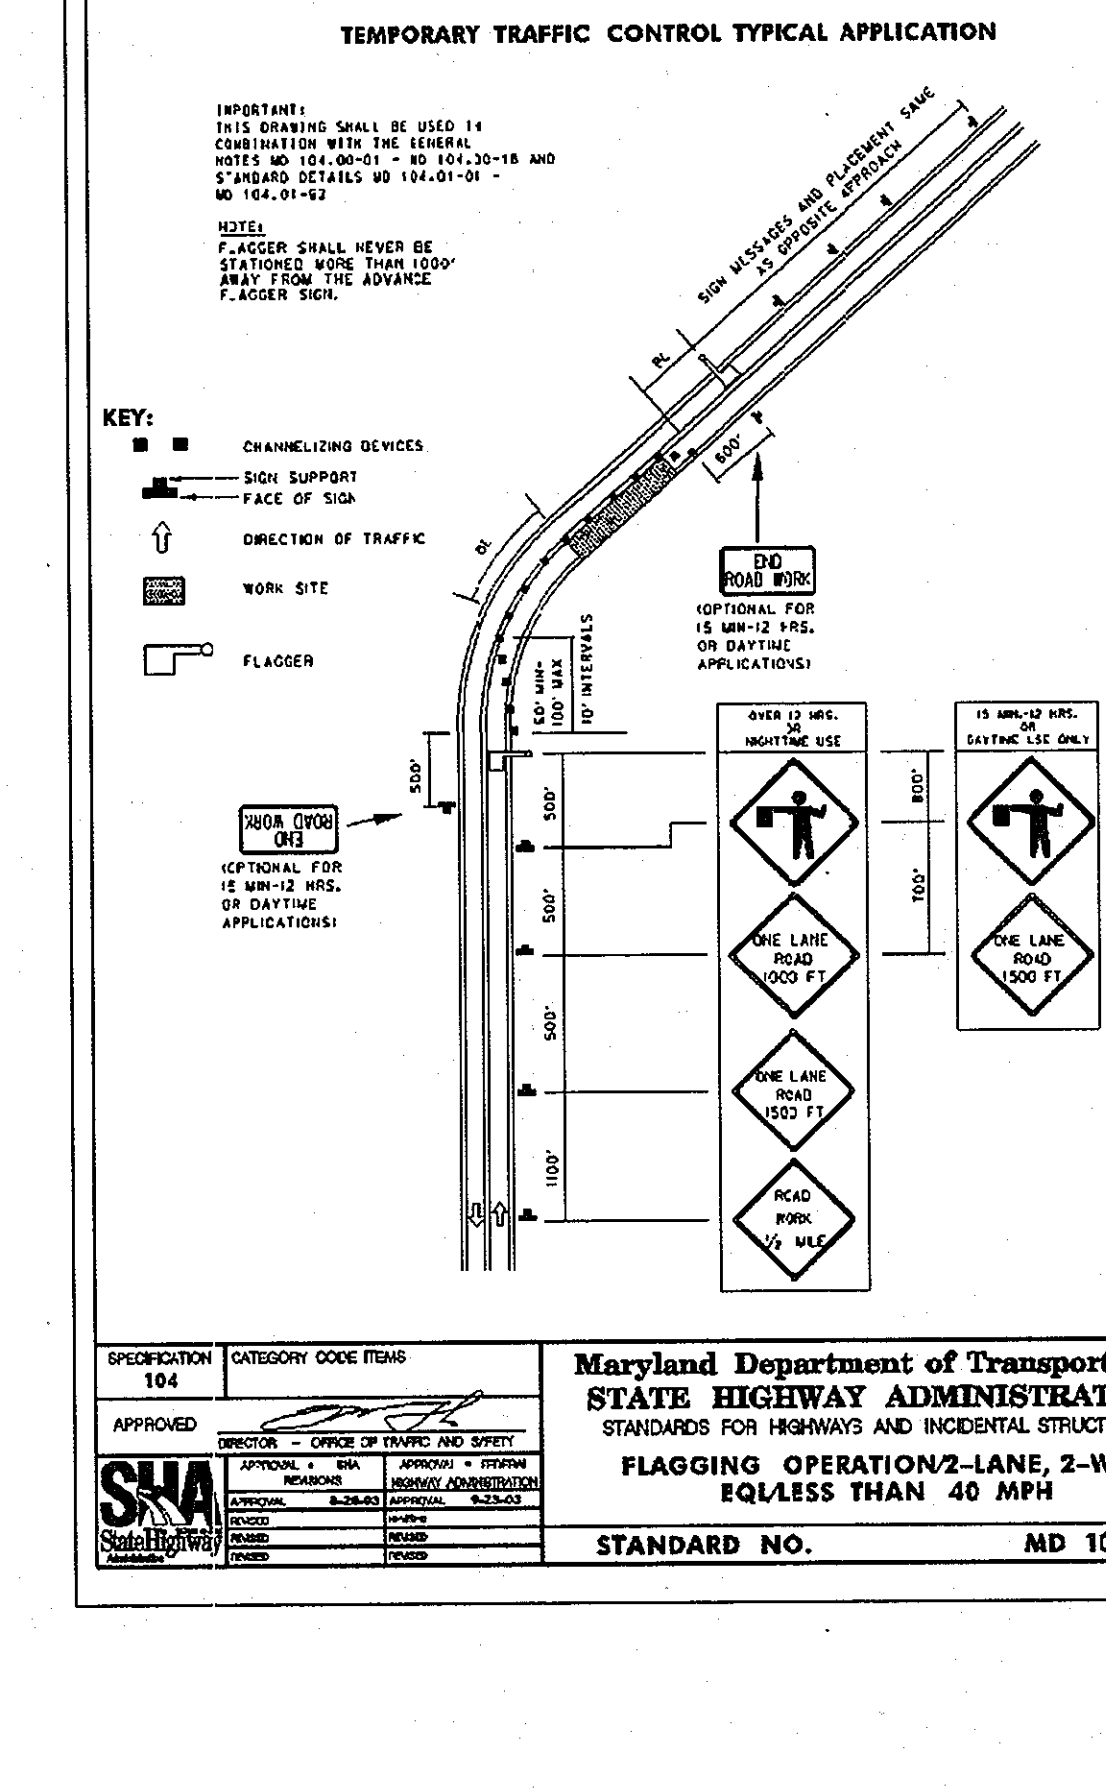 TEMPORARY TRAFFIC CONTROL TYPICAL APPLICATION
IMPORTANT:
THIS DRAWING SHALL BE USED IN
COMBINATION WITH THE GENERAL
NOTES MD 104.00-01 - MD 104.00-18 AND
STANDARD DETAILS MD 104.01-01 -
NOTE:
FLAGGER SHALL NEVER BE
STATIONED MORE THAN 1000'
AWAY FROM THE ADVANCE
FLAGGER SIGN.
SIGN MESSAGES AND PLACEMENT SAME
AS OPPOSITE APPROACH
KEY:
CHANNELIZING DEVICES
SIGN SUPPORT
FACE OF SIGN
DIRECTION OF TRAFFIC
WORK SITE
FLAGGER
END
ROAD WORK
(OPTIONAL FOR
15 MIN-12 HRS.
OR DAYTIME
APPLICATIONS)
50' MIN-
100' MAX
10' INTERVALS
500'
END
ROAD WORK
(OPTIONAL FOR
15 MIN-12 HRS.
OR DAYTIME
APPLICATIONS)
500'
500'
500'
1100'
OVER 12 HRS.
OR
NIGHTTIME USE
ONE LANE
ROAD
1000 FT
ONE LANE
ROAD
1500 FT
ROAD
WORK
1/2 MILE
800'
700'
15 MIN.-12 HRS.
OR
DAYTIME USE ONLY
ONE LANE
ROAD
1500 FT
SPECIFICATION
104
CATEGORY CODE ITEMS
APPROVED
DIRECTOR - OFFICE OF TRAFFIC AND SAFETY
APPROVAL • SHA
REVISIONS
APPROVAL • FEDERAL
HIGHWAY ADMINISTRATION
APPROVAL 8-26-03
APPROVAL 9-23-03
REVISED
REVISED
REVISED
REVISED
REVISED
SHA
State Highway
Administration
Maryland Department of Transport
STATE HIGHWAY ADMINISTRAT
STANDARDS FOR HIGHWAYS AND INCIDENTAL STRUCT
FLAGGING OPERATION/2-LANE, 2-W
EQL/LESS THAN 40 MPH
STANDARD NO. MD 10